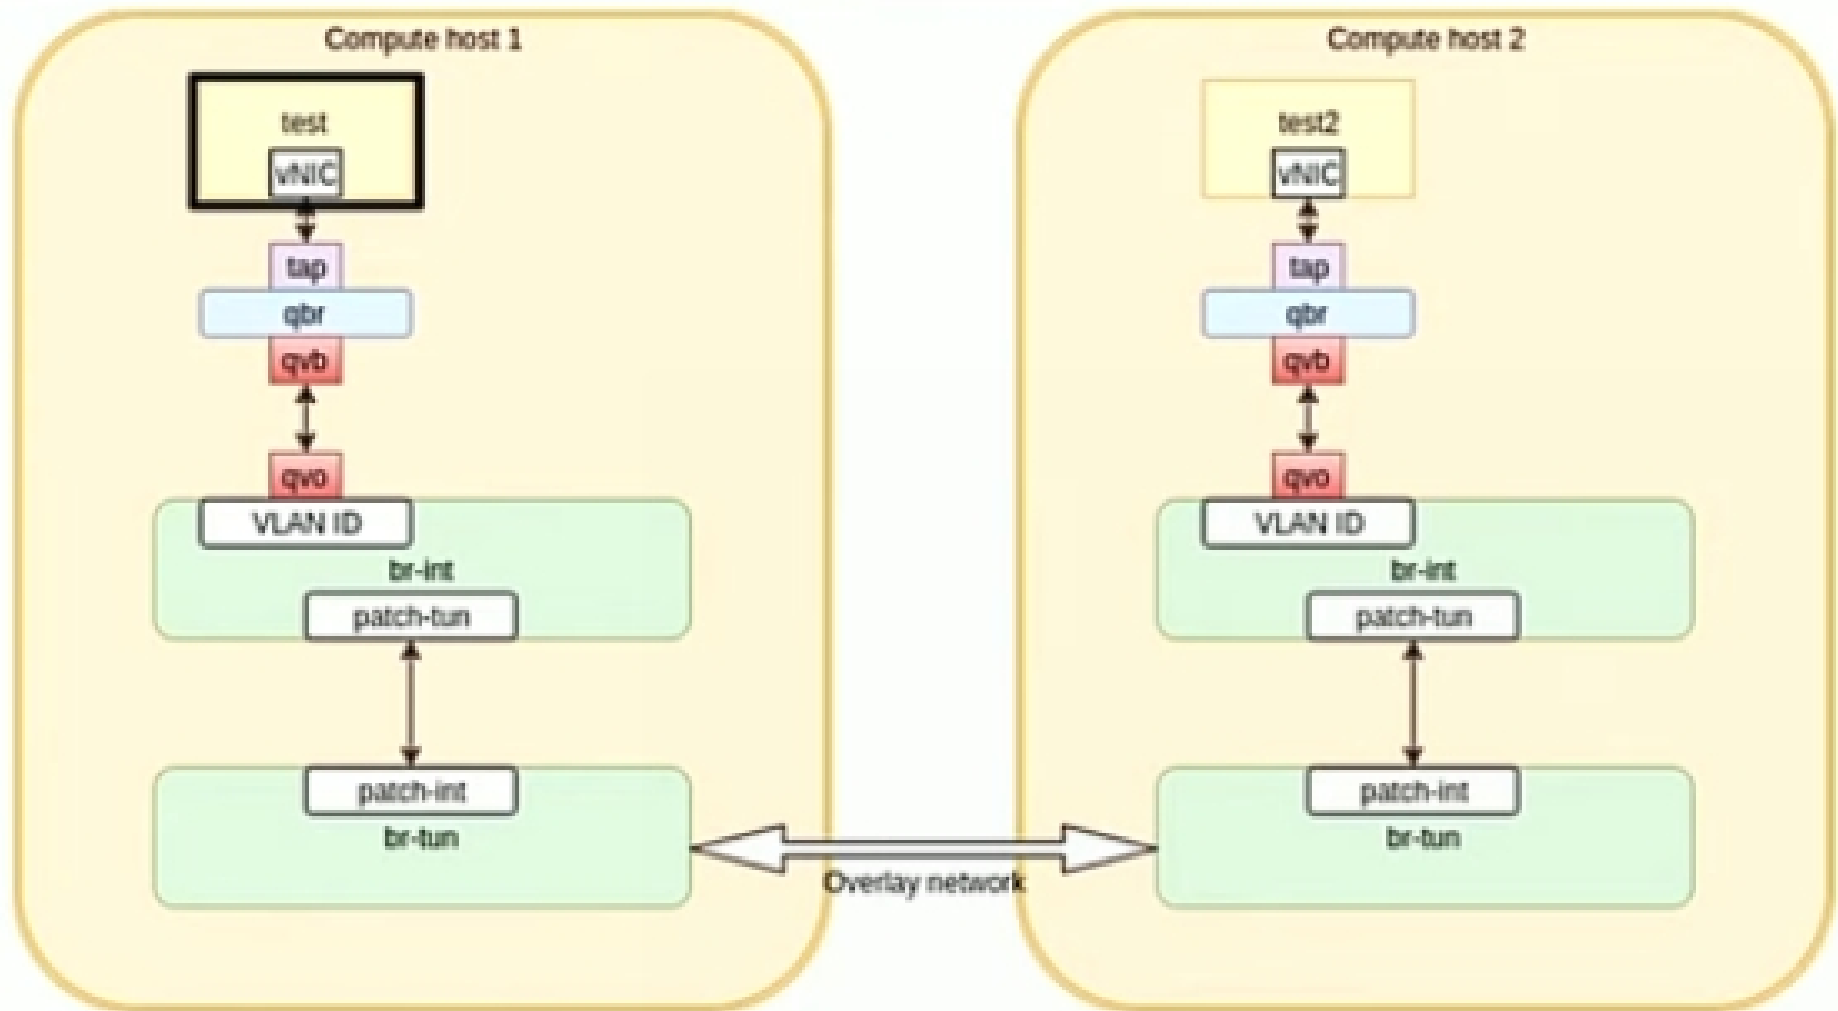 Compute host 1
test
vNIC
tap
qbr
qvb
qvo
VLAN ID
br-int
patch-tun
patch-int
br-tun
Overlay network
Compute host 2
test2
vNIC
tap
qbr
qvb
qvo
VLAN ID
br-int
patch-tun
patch-int
br-tun